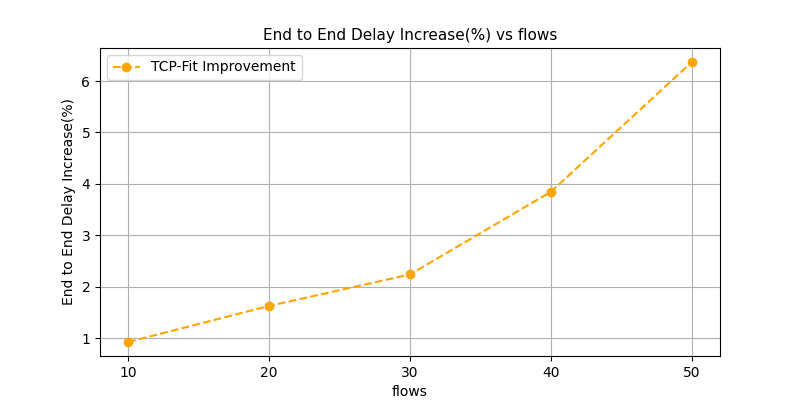 End to End Delay Increase(%) vs flows
TCP-Fit Improvement
End to End Delay Increase(%)
6
5
4
3
2
1
10 20 30 40 50
flows